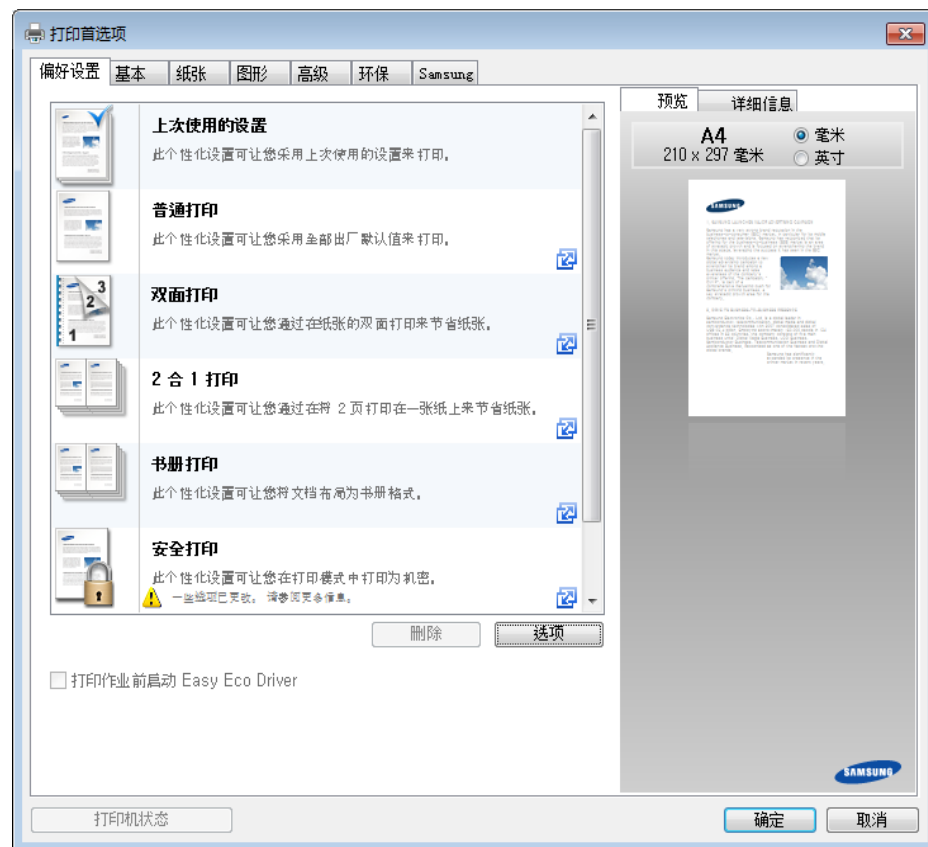 打印首选项
偏好设置 基本 纸张 图形 高级 环保 Samsung
上次使用的设置
此个性化设置可让您采用上次使用的设置来打印。
普通打印
此个性化设置可让您采用全部出厂默认值来打印。
双面打印
此个性化设置可让您通过在纸张的双面打印来节省纸张。
2 合 1 打印
此个性化设置可让您通过在将 2 页打印在一张纸上来节省纸张。
书册打印
此个性化设置可让您将文档布局为书册格式。
安全打印
此个性化设置可让您在打印模式中打印为机密。
一些选项已更改。 请参阅更多信息。
删除 选项
打印作业前启动 Easy Eco Driver
预览 详细信息
A4
210 x 297 毫米
毫米
英寸
SAMSUNG
SAMSUNG
打印机状态 确定 取消
1
2
3